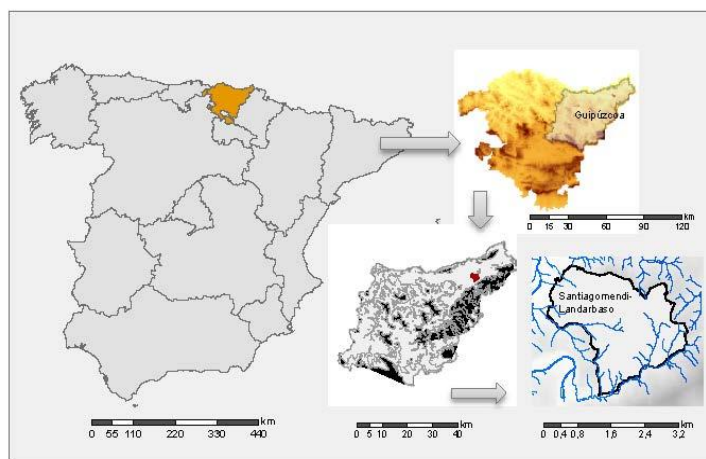 Guipúzcoa
km
0 15 30 60 90 120
Santiagomendi-
Landarbaso
km
0 55 110 220 330 440
km
0 5 10 20 30 40
km
0 0,4 0,8 1,6 2,4 3,2